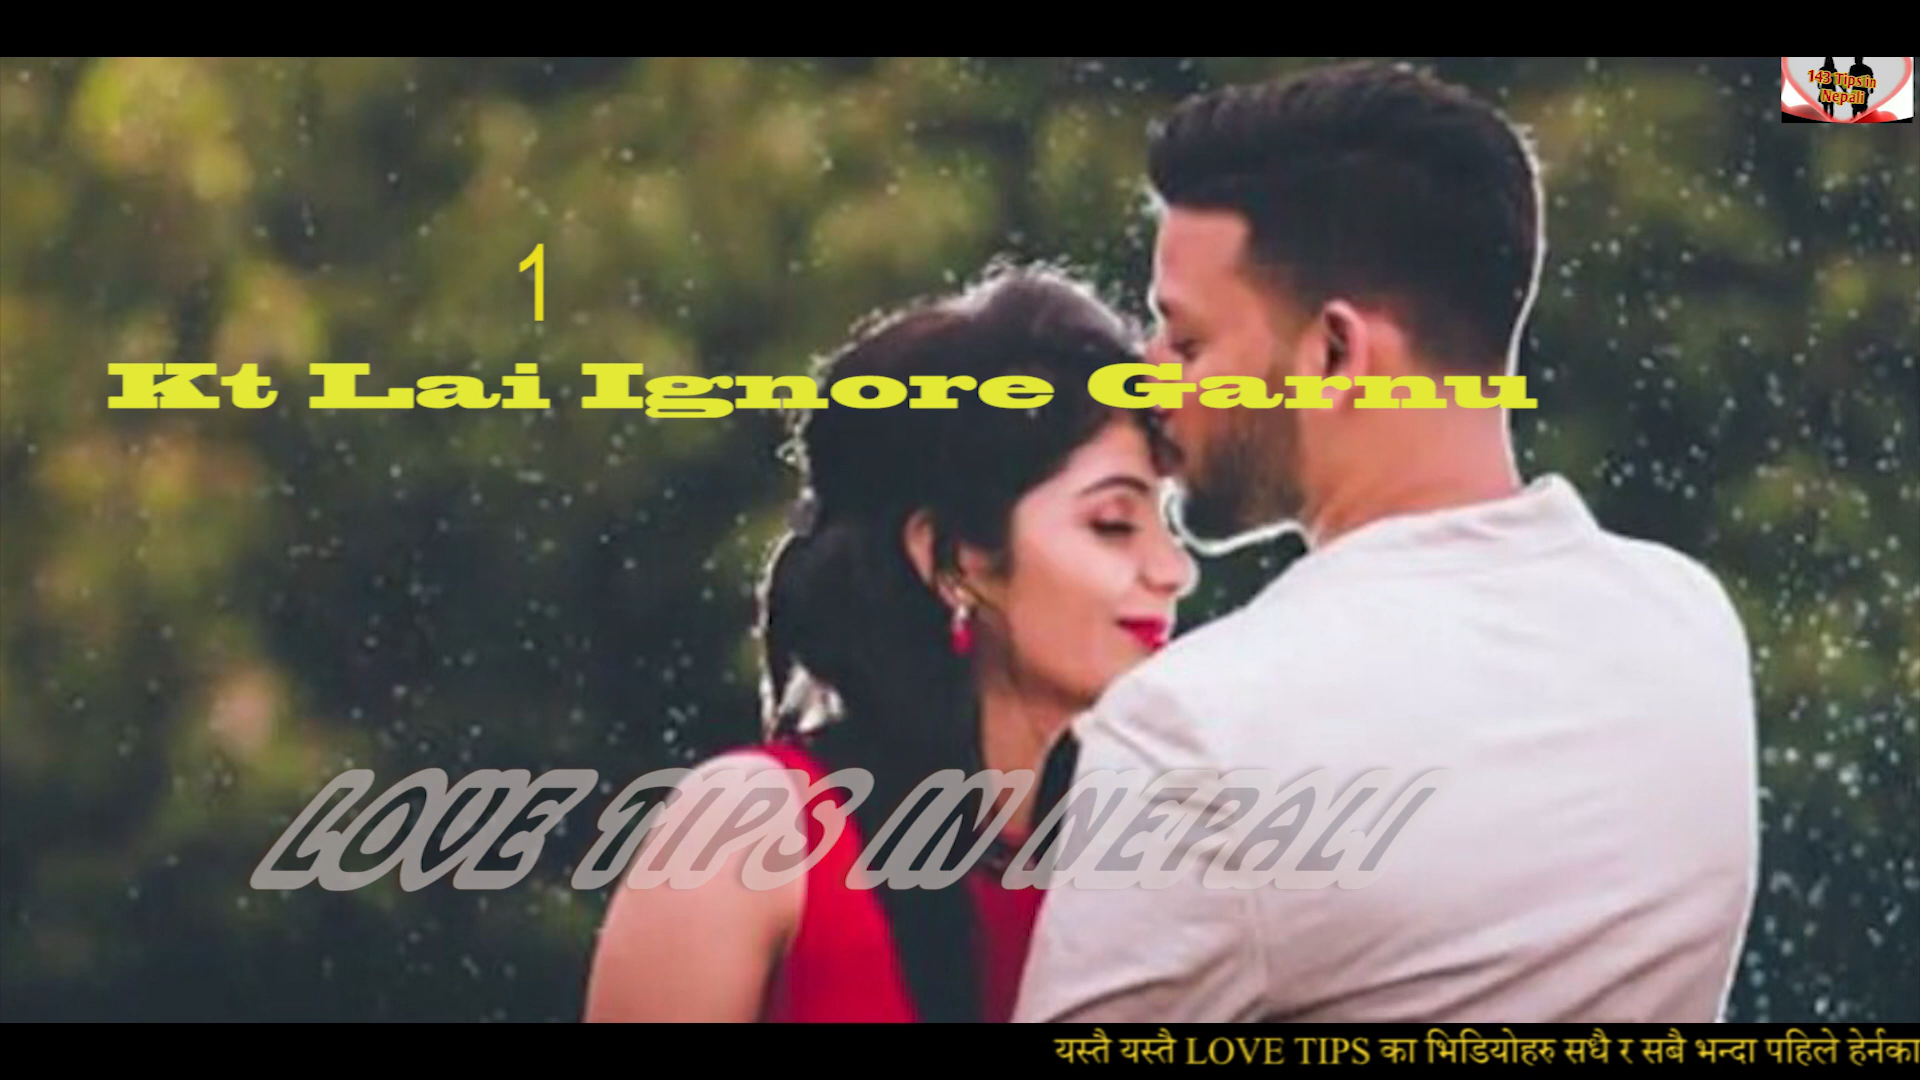 143 Tips in
Nepali
1
Kt Lai Ignore Garnu
LOVE TIPS IN NEPALI
यस्तै यस्तै LOVE TIPS का भिडियोहरु सधै र सबै भन्दा पहिले हेर्नका